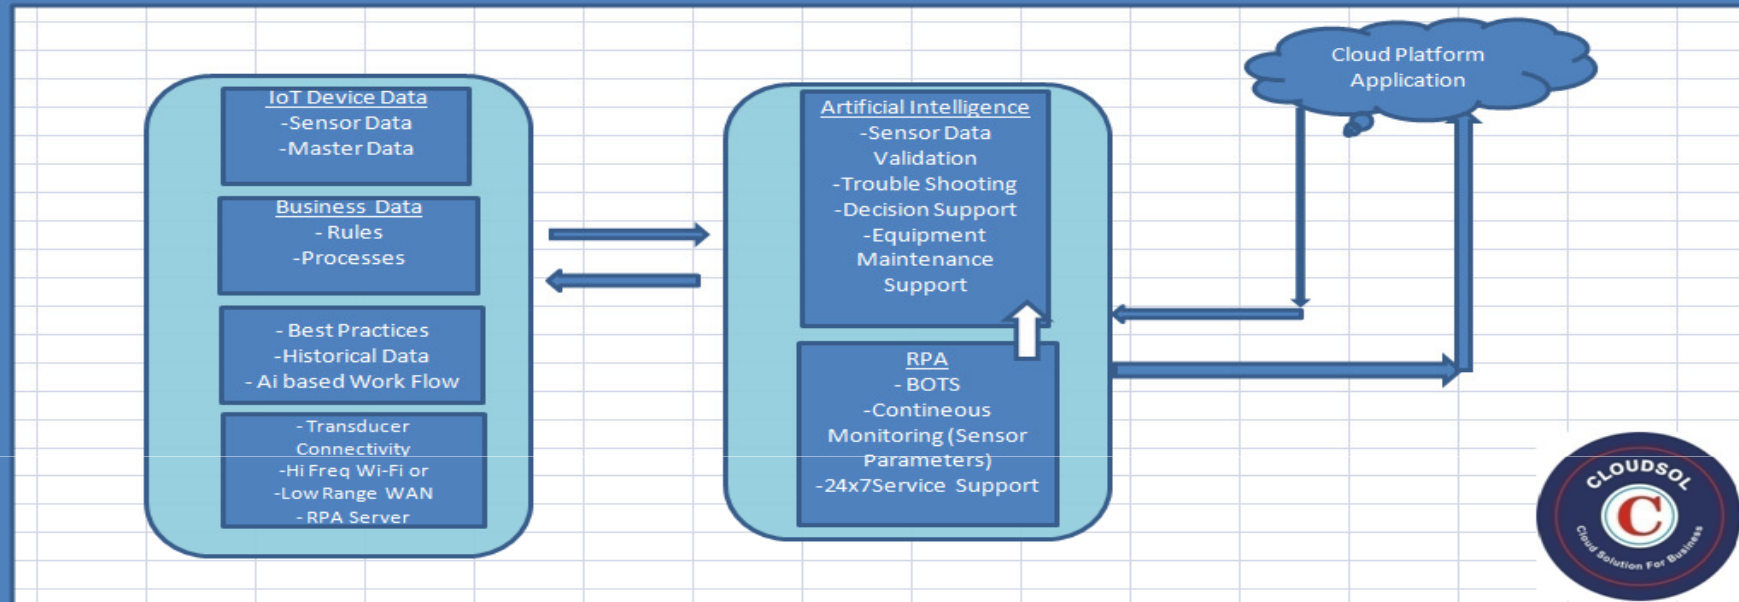 IoT Device Data
-Sensor Data
-Master Data
Business Data
- Rules
-Processes
- Best Practices
-Historical Data
- Ai based Work Flow
- Transducer
Connectivity
-Hi Freq Wi-Fi or
-Low Range WAN
- RPA Server
Artificial Intelligence
-Sensor Data
Validation
-Trouble Shooting
-Decision Support
-Equipment
Maintenance
Support
RPA
- BOTS
-Contineous
Monitoring (Sensor
Parameters)
-24x7Service Support
Cloud Platform
Application
CLOUDSOL
C
Cloud Solution For Business